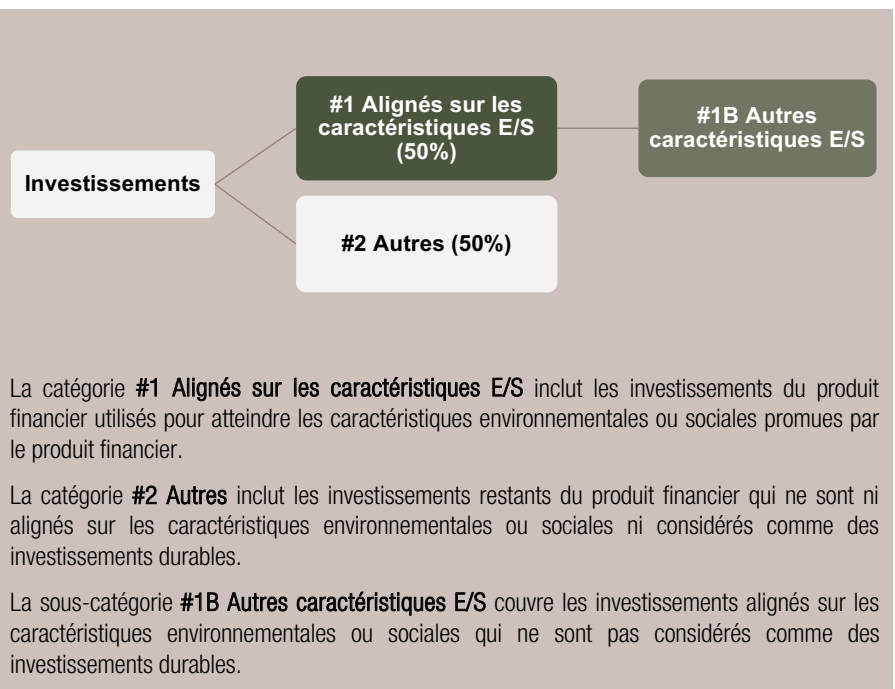 #1 Alignés sur les
caractéristiques E/S
(50%)
#1B Autres
caractéristiques E/S
Investissements
#2 Autres (50%)
La catégorie #1 Alignés sur les caractéristiques E/S inclut les investissements du produit
financier utilisés pour atteindre les caractéristiques environnementales ou sociales promues par
le produit financier.
La catégorie #2 Autres inclut les investissements restants du produit financier qui ne sont ni
alignés sur les caractéristiques environnementales ou sociales ni considérés comme des
investissements durables.
La sous-catégorie #1B Autres caractéristiques E/S couvre les investissements alignés sur les
caractéristiques environnementales ou sociales qui ne sont pas considérés comme des
investissements durables.